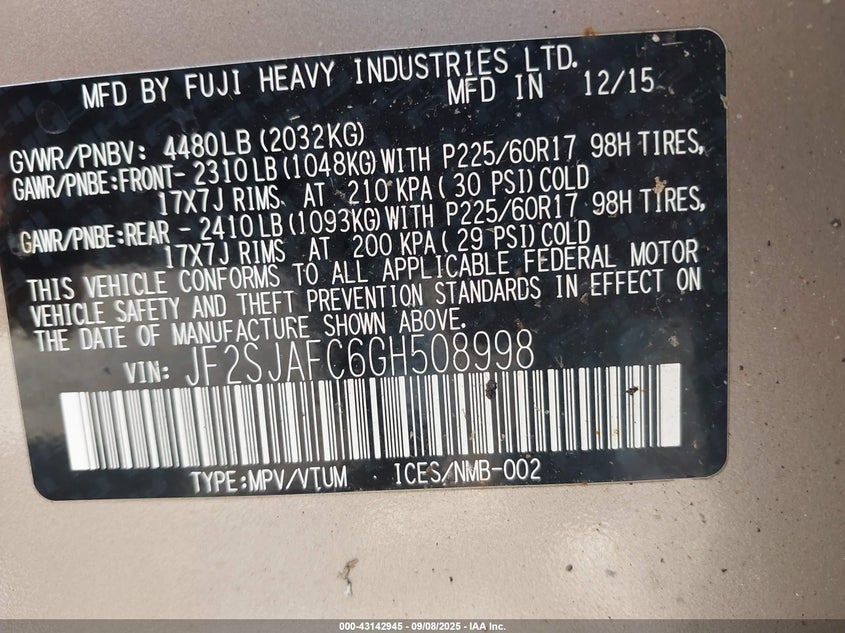 MFD BY FUJI HEAVY INDUSTRIES LTD.
MFD IN 12/15
GVWR/PNBV: 4480LB(2032KG)
GAWR/PNBE:FRONT- 2310LB(1048KG)WITH P225/60R17 98H TIRES,
17X7J RIMS AT 210 KPA(30 PSI)COLD
GAWR/PNBE:REAR - 2410LB(1093KG)WITH P225/60R17 98H TIRES,
17X7J RIMS AT 200 KPA(29 PSI)COLD
THIS VEHICLE CONFORMS TO ALL APPLICABLE FEDERAL MOTOR
VEHICLE SAFETY AND THEFT PREVENTION STANDARDS IN EFFECT ON
THE DATE OF MANUFACTURE SHOWN ABOVE.
VIN: JF2SJAFC6GH508998
TYPE:MPV/VTUM ICES/NMB-002
000-43142945 - 09/08/2025 - IAA Inc.